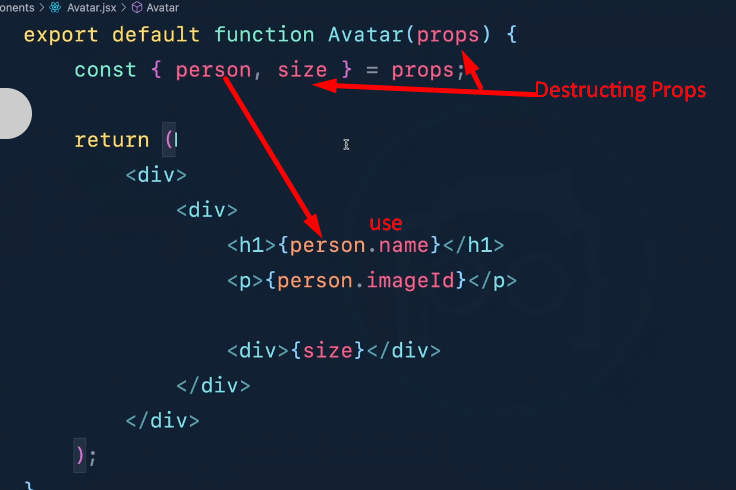 onents > Avatar.jsx > Avatar
export default function Avatar(props) {
const { person, size } = props;
Destructing Props
return (
<div>
<div>
use
<h1>{person.name}</h1>
<p>{person.imageId}</p>
<div>{size}</div>
</div>
</div>
);
}